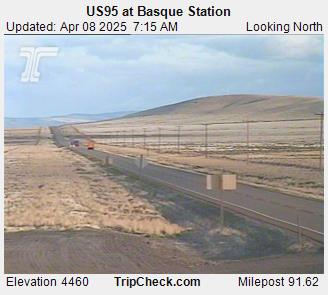 US95 at Basque Station
Updated: Apr 08 2025 7:15 AM Looking North
Elevation 4460 TripCheck.com Milepost 91.62